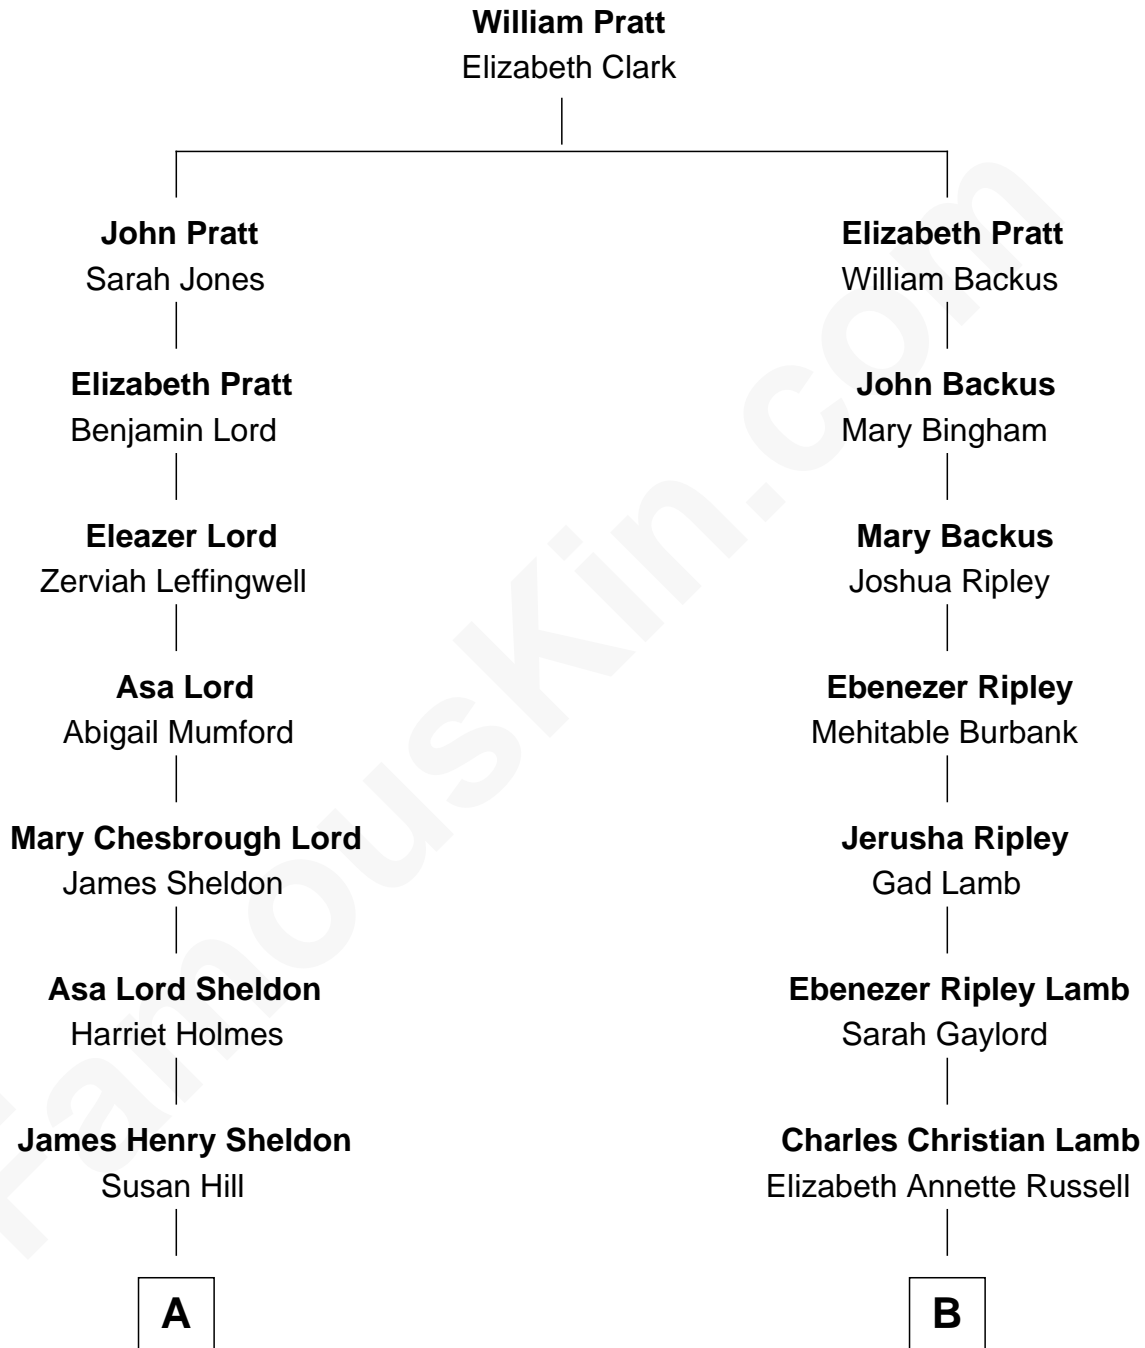 William Pratt
Elizabeth Clark
John Pratt
Sarah Jones
Elizabeth Pratt
William Backus
Elizabeth Pratt
Benjamin Lord
John Backus
Mary Bingham
Eleazer Lord
Zerviah Leffingwell
Mary Backus
Joshua Ripley
Asa Lord
Abigail Mumford
Ebenezer Ripley
Mehitable Burbank
Mary Chesbrough Lord
James Sheldon
Jerusha Ripley
Gad Lamb
Asa Lord Sheldon
Harriet Holmes
Ebenezer Ripley Lamb
Sarah Gaylord
James Henry Sheldon
Susan Hill
Charles Christian Lamb
Elizabeth Annette Russell
A
B
FamousKin.com